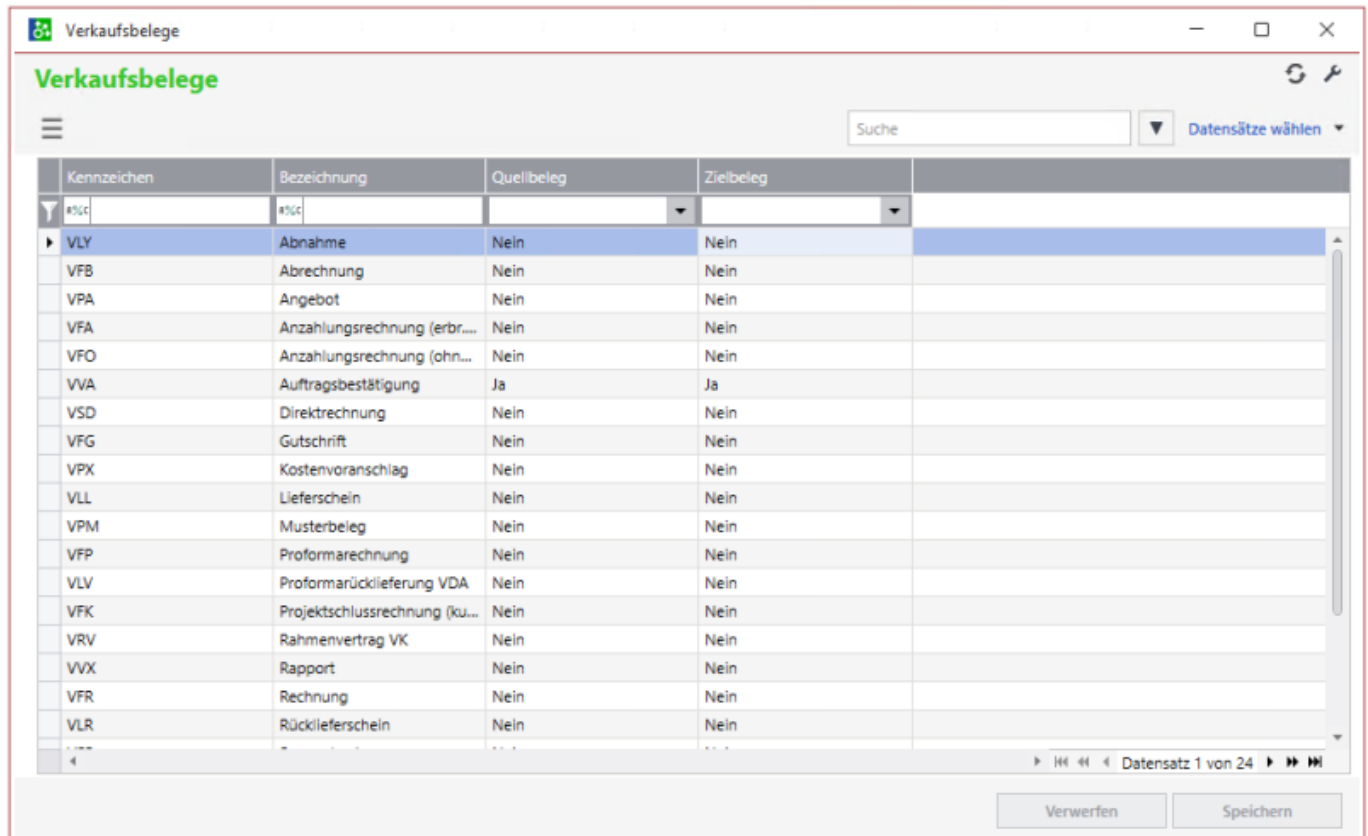 Verkaufsbelege
Verkaufsbelege
Suche Datensätze wählen
Kennzeichen Bezeichnung Quellbeleg Zielbeleg
VLY Abnahme Nein Nein
VFB Abrechnung Nein Nein
VPA Angebot Nein Nein
VFA Anzahlungsrechnung (erbr.... Nein Nein
VFO Anzahlungsrechnung (ohn... Nein Nein
VVA Auftragsbestätigung Ja Ja
VSD Direktrechnung Nein Nein
VFG Gutschrift Nein Nein
VPX Kostenvoranschlag Nein Nein
VLL Lieferschein Nein Nein
VPM Musterbeleg Nein Nein
VFP Proformarechnung Nein Nein
VLV Proformarücklieferung VDA Nein Nein
VFK Projektschlussrechnung (ku... Nein Nein
VRV Rahmenvertrag VK Nein Nein
VVX Rapport Nein Nein
VFR Rechnung Nein Nein
VLR Rücklieferschein Nein Nein
Datensatz 1 von 24
Verwerfen Speichern